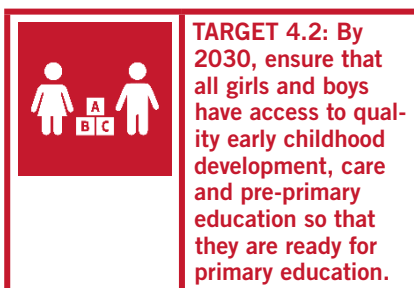 A
B C
TARGET 4.2: By
2030, ensure that
all girls and boys
have access to qual-
ity early childhood
development, care
and pre-primary
education so that
they are ready for
primary education.